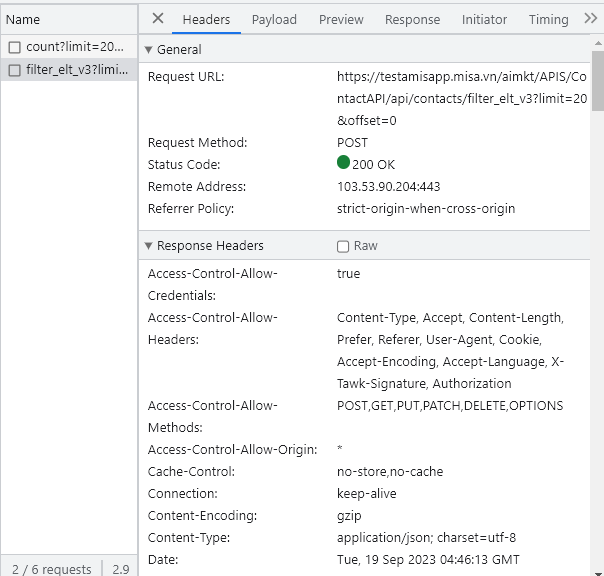 Name
Headers Payload Preview Response Initiator Timing
count?limit=20...
filter_elt_v3?limi...
General
Request URL: https://testamisapp.misa.vn/aimkt/APIS/Co
ntactAPI/api/contacts/filter_elt_v3?limit=20
&offset=0
Request Method: POST
Status Code: 200 OK
Remote Address: 103.53.90.204:443
Referrer Policy: strict-origin-when-cross-origin
Response Headers Raw
Access-Control-Allow- true
Credentials:
Access-Control-Allow- Content-Type, Accept, Content-Length,
Headers: Prefer, Referer, User-Agent, Cookie,
Accept-Encoding, Accept-Language, X-
Tawk-Signature, Authorization
Access-Control-Allow- POST,GET,PUT,PATCH,DELETE,OPTIONS
Methods:
Access-Control-Allow-Origin: *
Cache-Control: no-store,no-cache
Connection: keep-alive
Content-Encoding: gzip
Content-Type: application/json; charset=utf-8
Date: Tue, 19 Sep 2023 04:46:13 GMT
2 / 6 requests 2.9